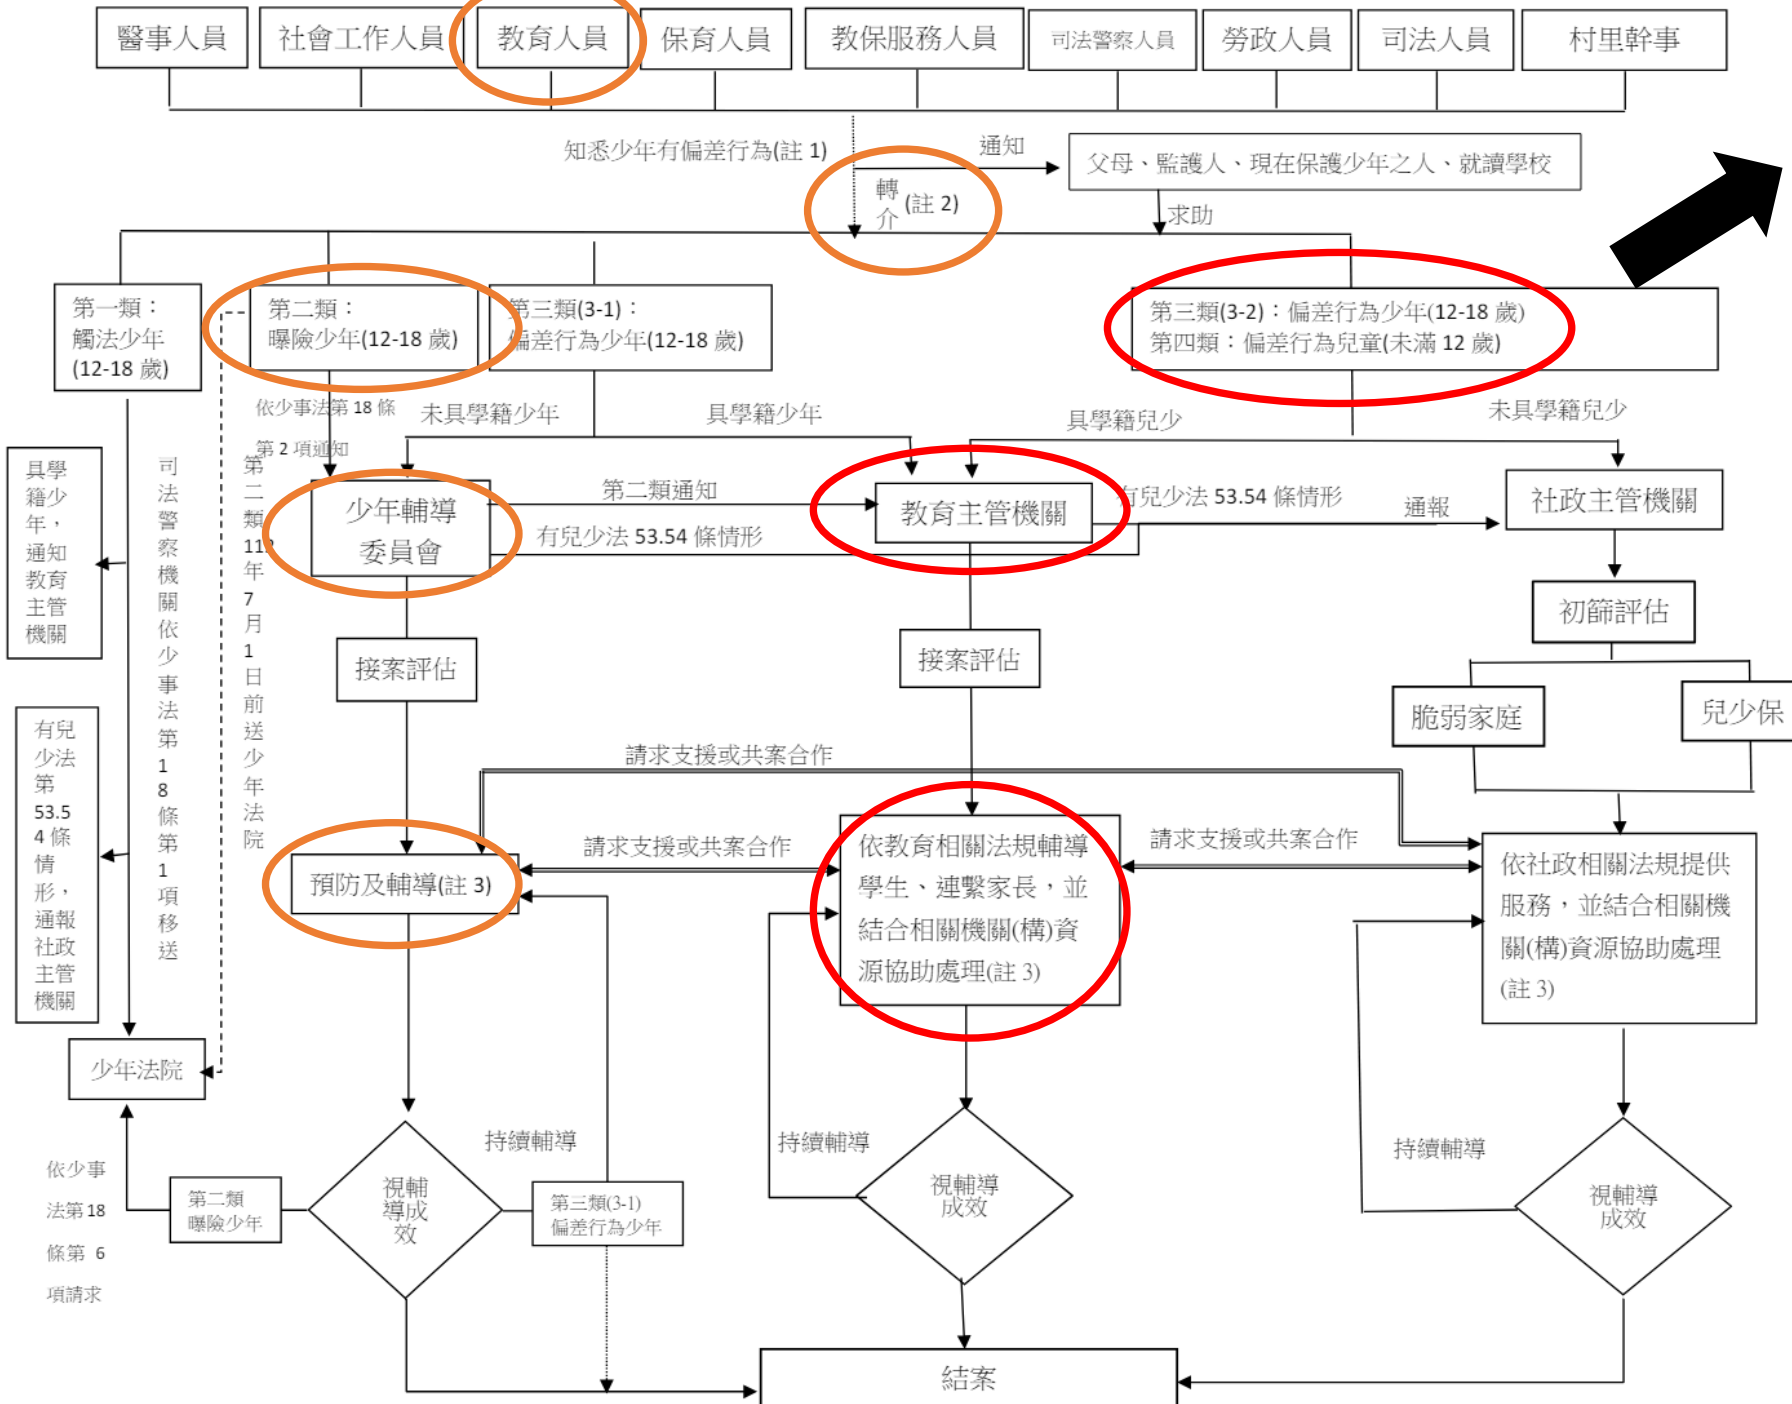 醫事人員
社會工作人員
教育人員
保育人員
教保服務人員
司法警察人員
勞政人員
司法人員
村里幹事
知悉少年有偏差行為(註 1)
通知
父母、監護人、現在保護少年之人、就讀學校
轉
介
(註 2)
求助
第一類：
觸法少年
(12-18 歲)
第二類：
曝險少年(12-18 歲)
第三類(3-1)：
偏差行為少年(12-18 歲)
第三類(3-2)：偏差行為少年(12-18 歲)
第四類：偏差行為兒童(未滿 12 歲)
依少事法第 18 條
第 2 項通知
未具學籍少年
具學籍少年
具學籍兒少
未具學籍兒少
具學
籍少
年，
通知
教育
主管
機關
司
法
警
察
機
關
依
少
事
法
第
1
8
條
第
1
項
移
送
第
二
類
112
年
7
月
1
日
前
送
少
年
法
院
少年輔導
委員會
第二類通知
有兒少法 53.54 條情形
教育主管機關
有兒少法 53.54 條情形
通報
社政主管機關
初篩評估
接案評估
接案評估
脆弱家庭
兒少保
有兒
少法
第
53.5
4 條
情
形，
通報
社政
主管
機關
請求支援或共案合作
請求支援或共案合作
請求支援或共案合作
預防及輔導(註 3)
依教育相關法規輔導
學生、連繫家長，並
結合相關機關(構)資
源協助處理(註 3)
依社政相關法規提供
服務，並結合相關機
關(構)資源協助處理
(註 3)
少年法院
持續輔導
持續輔導
持續輔導
依少事
法第 18
條第 6
項請求
第二類
曝險少年
視輔
導成
效
第三類(3-1)
偏差行為少年
視輔導
成效
視輔導
成效
結案